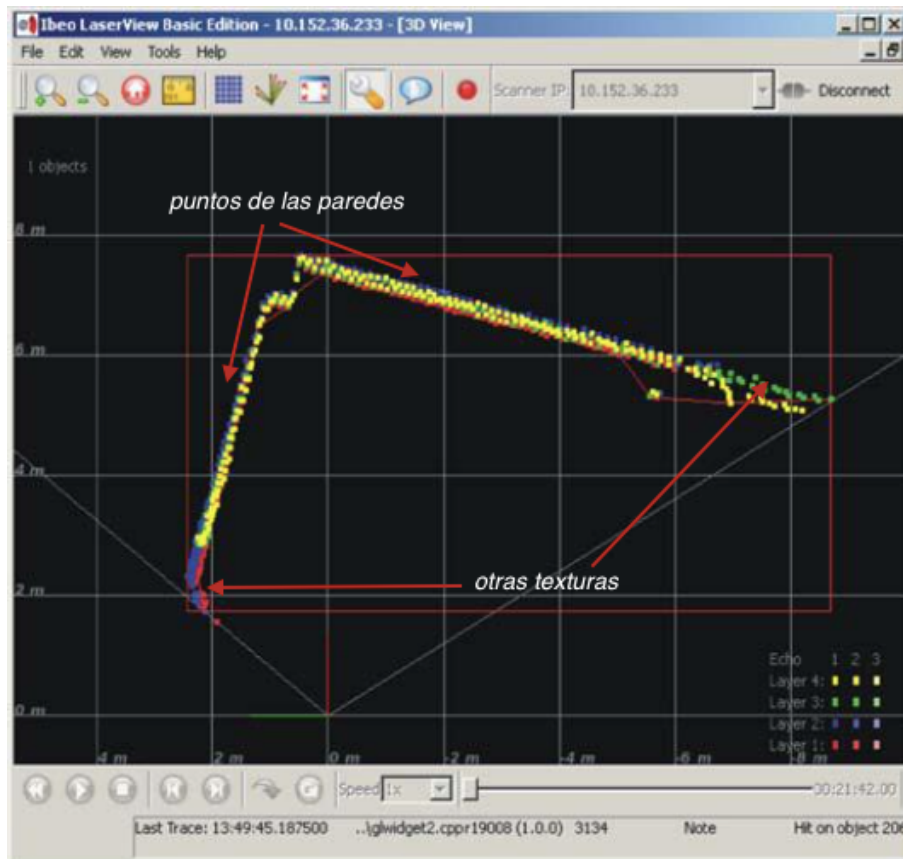 Ibeo LaserView Basic Edition - 10.152.36.233 - [3D View]
File Edit View Tools Help
Scanner IP: 10.152.36.233 Disconnect
1 objects
puntos de las paredes
8 m
6 m
4 m
2 m
0 m
otras texturas
Echo 1 2 3
Layer 4:
Layer 3:
Layer 2:
Layer 1:
4 m 2 m 0 m -2 m -4 m -6 m -8 m
Speed 1x 00:21:42.00
Last Trace: 13:49:45.187500 ..\glwidget2.cppr19008 (1.0.0) 3134 Note Hit on object 206